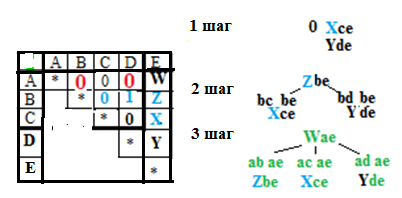 1 шаг
0 Xce
Yde
A B C D E
A * 0 0 0 W
B * 0 1 Z
C * 0 X
D * Y
E *
2 шаг
Zbe
bc be bd be
Xce Yde
3 шаг
Wae
ab ae ac ae ad ae
Zbe Xce Yde